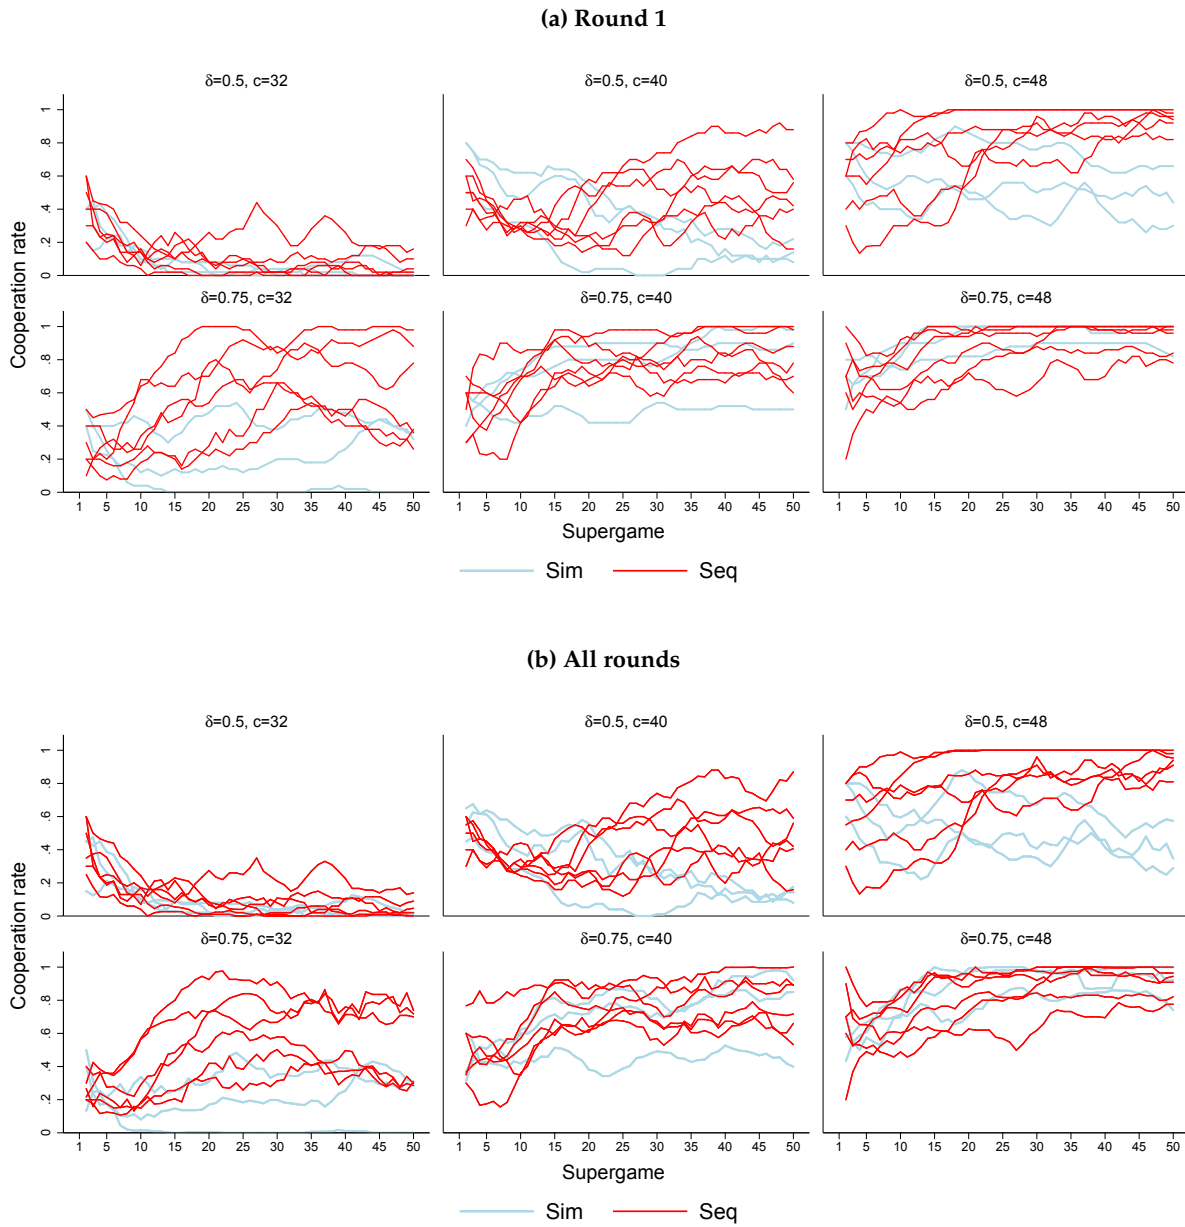 (a) Round 1
δ=0.5, c=32 δ=0.5, c=40 δ=0.5, c=48
1
.8
.6
.4
.2
0
δ=0.75, c=32 δ=0.75, c=40 δ=0.75, c=48
1
.8
.6
.4
.2
0
Cooperation rate
1 5 10 15 20 25 30 35 40 45 50 1 5 10 15 20 25 30 35 40 45 50 1 5 10 15 20 25 30 35 40 45 50
Supergame
Sim Seq
(b) All rounds
δ=0.5, c=32 δ=0.5, c=40 δ=0.5, c=48
1
.8
.6
.4
.2
0
δ=0.75, c=32 δ=0.75, c=40 δ=0.75, c=48
1
.8
.6
.4
.2
0
Cooperation rate
1 5 10 15 20 25 30 35 40 45 50 1 5 10 15 20 25 30 35 40 45 50 1 5 10 15 20 25 30 35 40 45 50
Supergame
Sim Seq